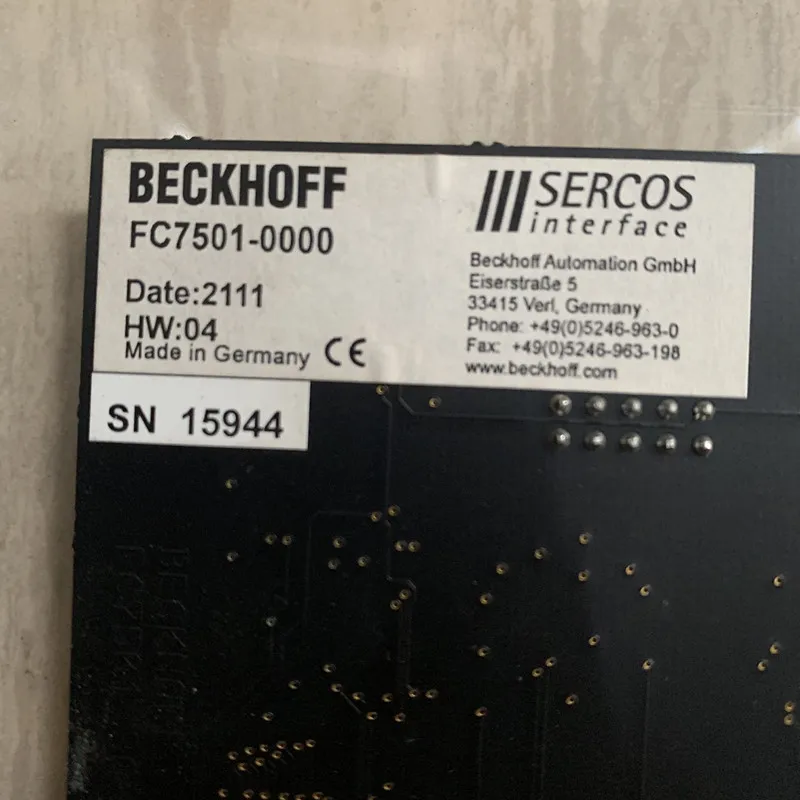 BECKHOFF
FC7501-0000
Date:2111
HW:04
Made in Germany CE
SERCOS
interface
Beckhoff Automation GmbH
Eiserstraße 5
33415 Verl, Germany
Phone: +49(0)5246-963-0
Fax: +49(0)5246-963-198
www.beckhoff.com
SN 15944